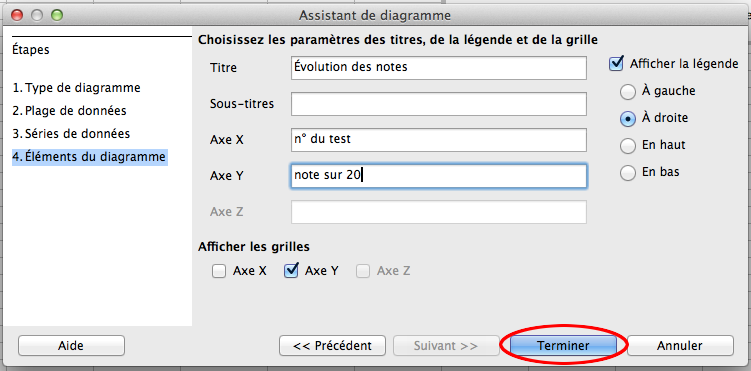 Assistant de diagramme
Étapes
1. Type de diagramme
2. Plage de données
3. Séries de données
4. Éléments du diagramme
Choisissez les paramètres des titres, de la légende et de la grille
Titre Évolution des notes
Sous-titres
Axe X n° du test
Axe Y note sur 20
Axe Z
Afficher la légende
À gauche
À droite
En haut
En bas
Afficher les grilles
Axe X Axe Y Axe Z
Aide << Précédent Suivant >> Terminer Annuler